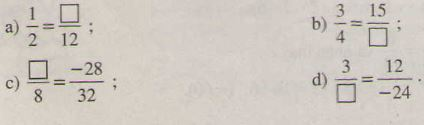 a) 1/2 = □/12 ; b) 3/4 = 15/□ ;
c) □/8 = -28/32 ; d) 3/□ = 12/-24 .